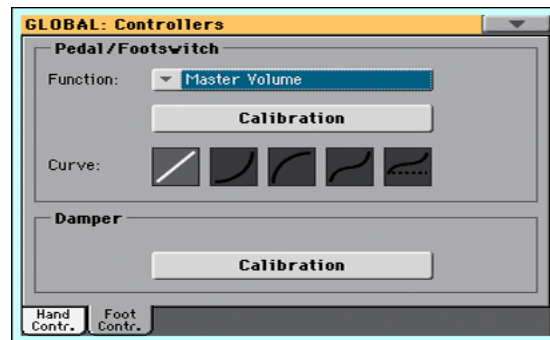 GLOBAL: Controllers
Pedal/Footswitch
Function: Master Volume
Calibration
Curve:
Damper
Calibration
Hand Contr. Foot Contr.